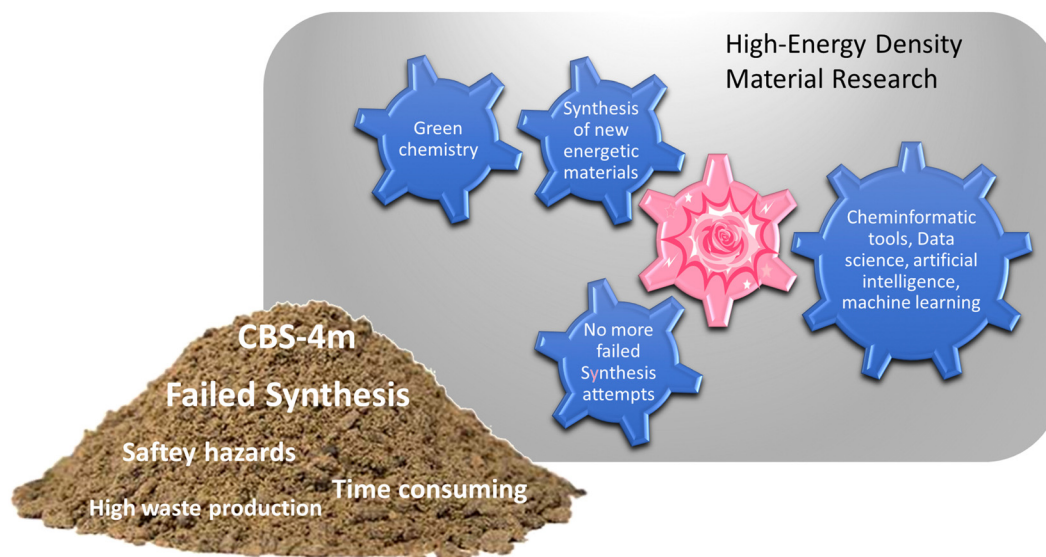 High-Energy Density
Material Research
Green
chemistry
Synthesis
of new
energetic
materials
Cheminformatic
tools, Data
science, artificial
intelligence,
machine learning
No more
failed
Synthesis
attempts
CBS-4m
Failed Synthesis
Saftey hazards
Time consuming
High waste production